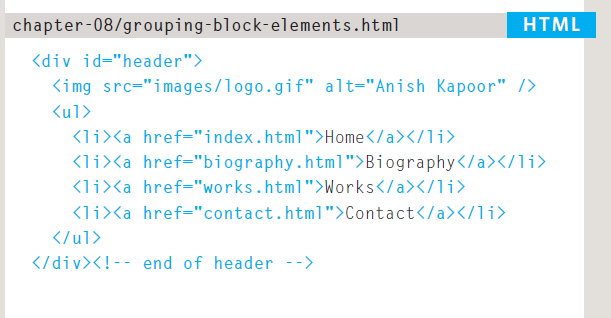 chapter-08/grouping-block-elements.html HTML
<div id="header">
<img src="images/logo.gif" alt="Anish Kapoor" />
<ul>
<li><a href="index.html">Home</a></li>
<li><a href="biography.html">Biography</a></li>
<li><a href="works.html">Works</a></li>
<li><a href="contact.html">Contact</a></li>
</ul>
</div><!-- end of header -->